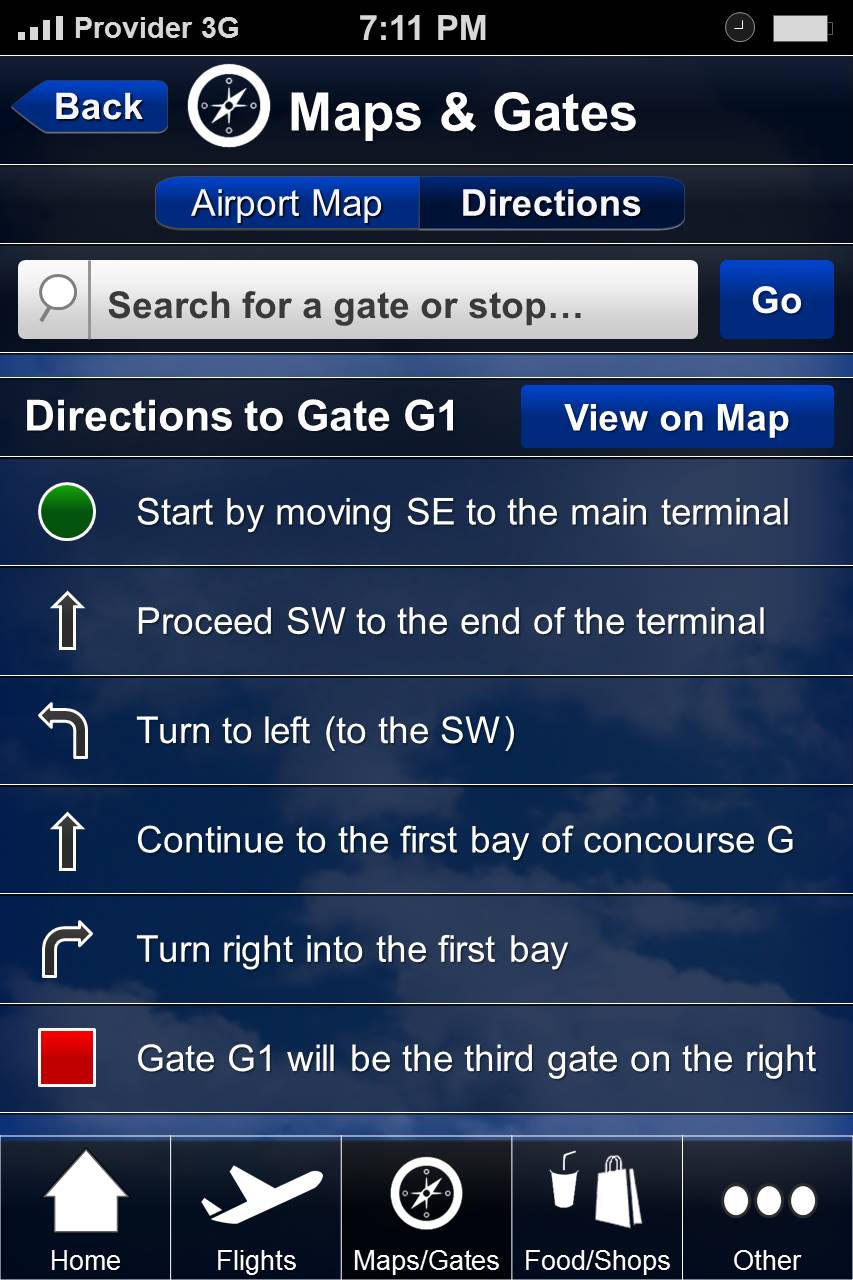 Provider 3G 7:11 PM
Back Maps & Gates
Airport Map Directions
Search for a gate or stop… Go
Directions to Gate G1 View on Map
Start by moving SE to the main terminal
Proceed SW to the end of the terminal
Turn to left (to the SW)
Continue to the first bay of concourse G
Turn right into the first bay
Gate G1 will be the third gate on the right
Home Flights Maps/Gates Food/Shops Other